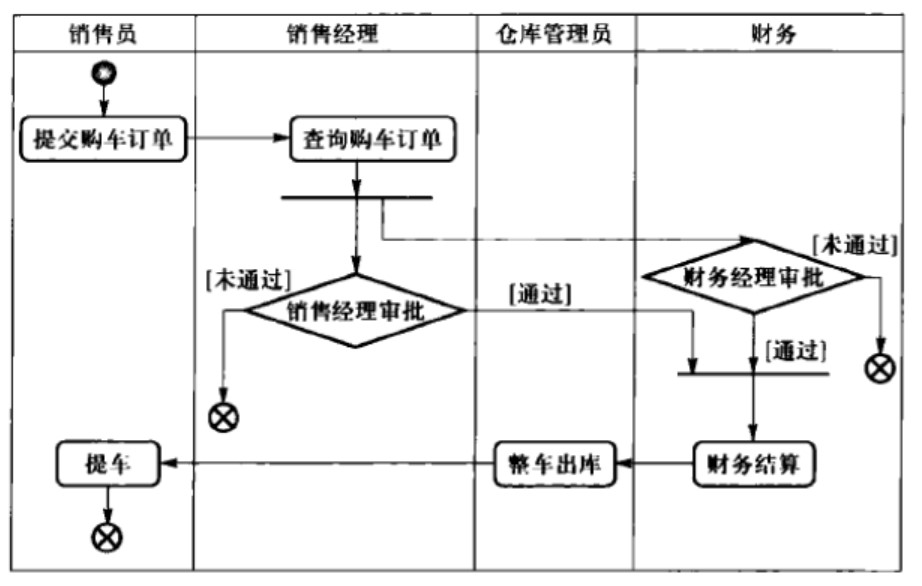 销售员
销售经理
仓库管理员
财务
提交购车订单
查询购车订单
[未通过]
财务经理审批
[未通过]
销售经理审批
[通过]
[通过]
提车
整车出库
财务结算